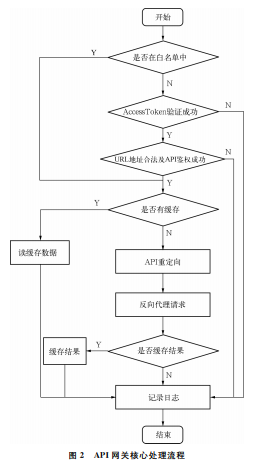 开始
是否在白名单中
Y
N
AccessToken验证成功
N
Y
URL地址合法及API鉴权成功
N
Y
是否有缓存
Y
N
读缓存数据
API重定向
反向代理请求
是否缓存结果
Y
缓存结果
N
记录日志
结束
图 2 API 网关核心处理流程